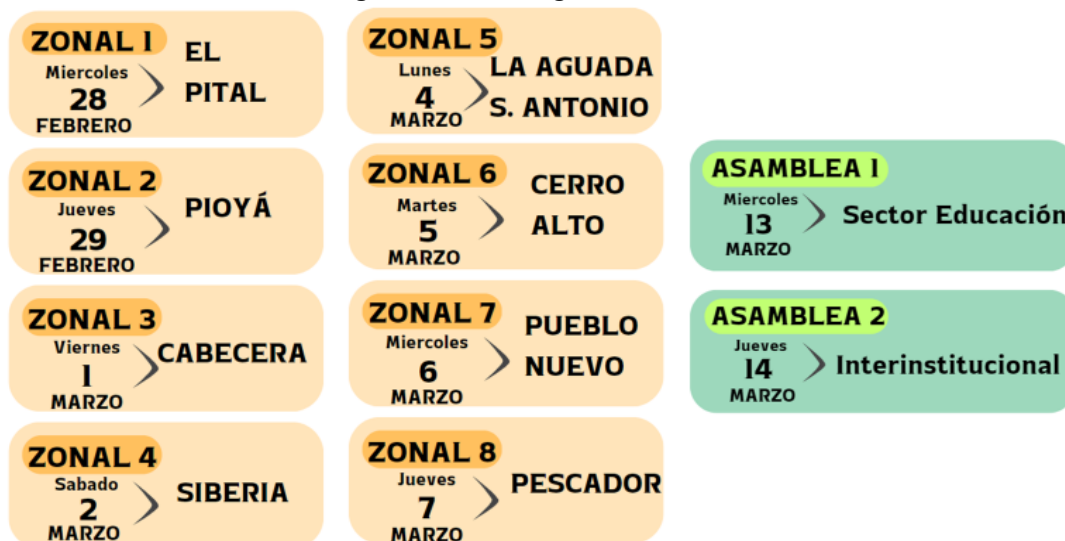 ZONAL 1
Miercoles
28
FEBRERO
EL
PITAL
ZONAL 2
Jueves
29
FEBRERO
PIOYÁ
ZONAL 3
Viernes
1
MARZO
CABECERA
ZONAL 4
Sabado
2
MARZO
SIBERIA
ZONAL 5
Lunes
4
MARZO
LA AGUADA
S. ANTONIO
ZONAL 6
Martes
5
MARZO
CERRO
ALTO
ZONAL 7
Miercoles
6
MARZO
PUEBLO
NUEVO
ZONAL 8
Jueves
7
MARZO
PESCADOR
ASAMBLEA 1
Miercoles
13
MARZO
Sector Educación
ASAMBLEA 2
Jueves
14
MARZO
Interinstitucional